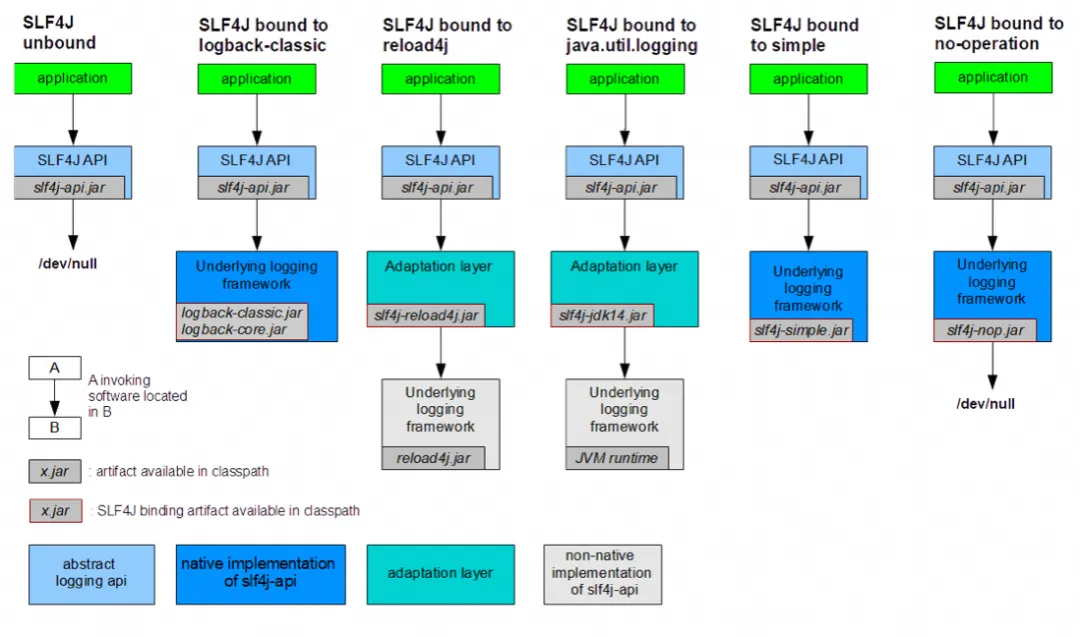 SLF4J
unbound
SLF4J bound to
logback-classic
SLF4J bound to
reload4j
SLF4J bound to
java.util.logging
SLF4J bound
to simple
SLF4J bound to
no-operation
application
application
application
application
application
application
SLF4J API
slf4j-api.jar
SLF4J API
slf4j-api.jar
SLF4J API
slf4j-api.jar
SLF4J API
slf4j-api.jar
SLF4J API
slf4j-api.jar
SLF4J API
slf4j-api.jar
/dev/null
Underlying logging
framework
logback-classic.jar
logback-core.jar
Adaptation layer
slf4j-reload4j.jar
Adaptation layer
slf4j-jdk14.jar
Underlying
logging
framework
slf4j-simple.jar
Underlying
logging
framework
slf4j-nop.jar
A
B
A invoking
software located
in B
Underlying
logging
framework
reload4j.jar
Underlying
logging
framework
JVM runtime
/dev/null
x.jar : artifact available in classpath
x.jar : SLF4J binding artifact available in classpath
abstract
logging api
native implementation
of slf4j-api
adaptation layer
non-native
implementation
of slf4j-api